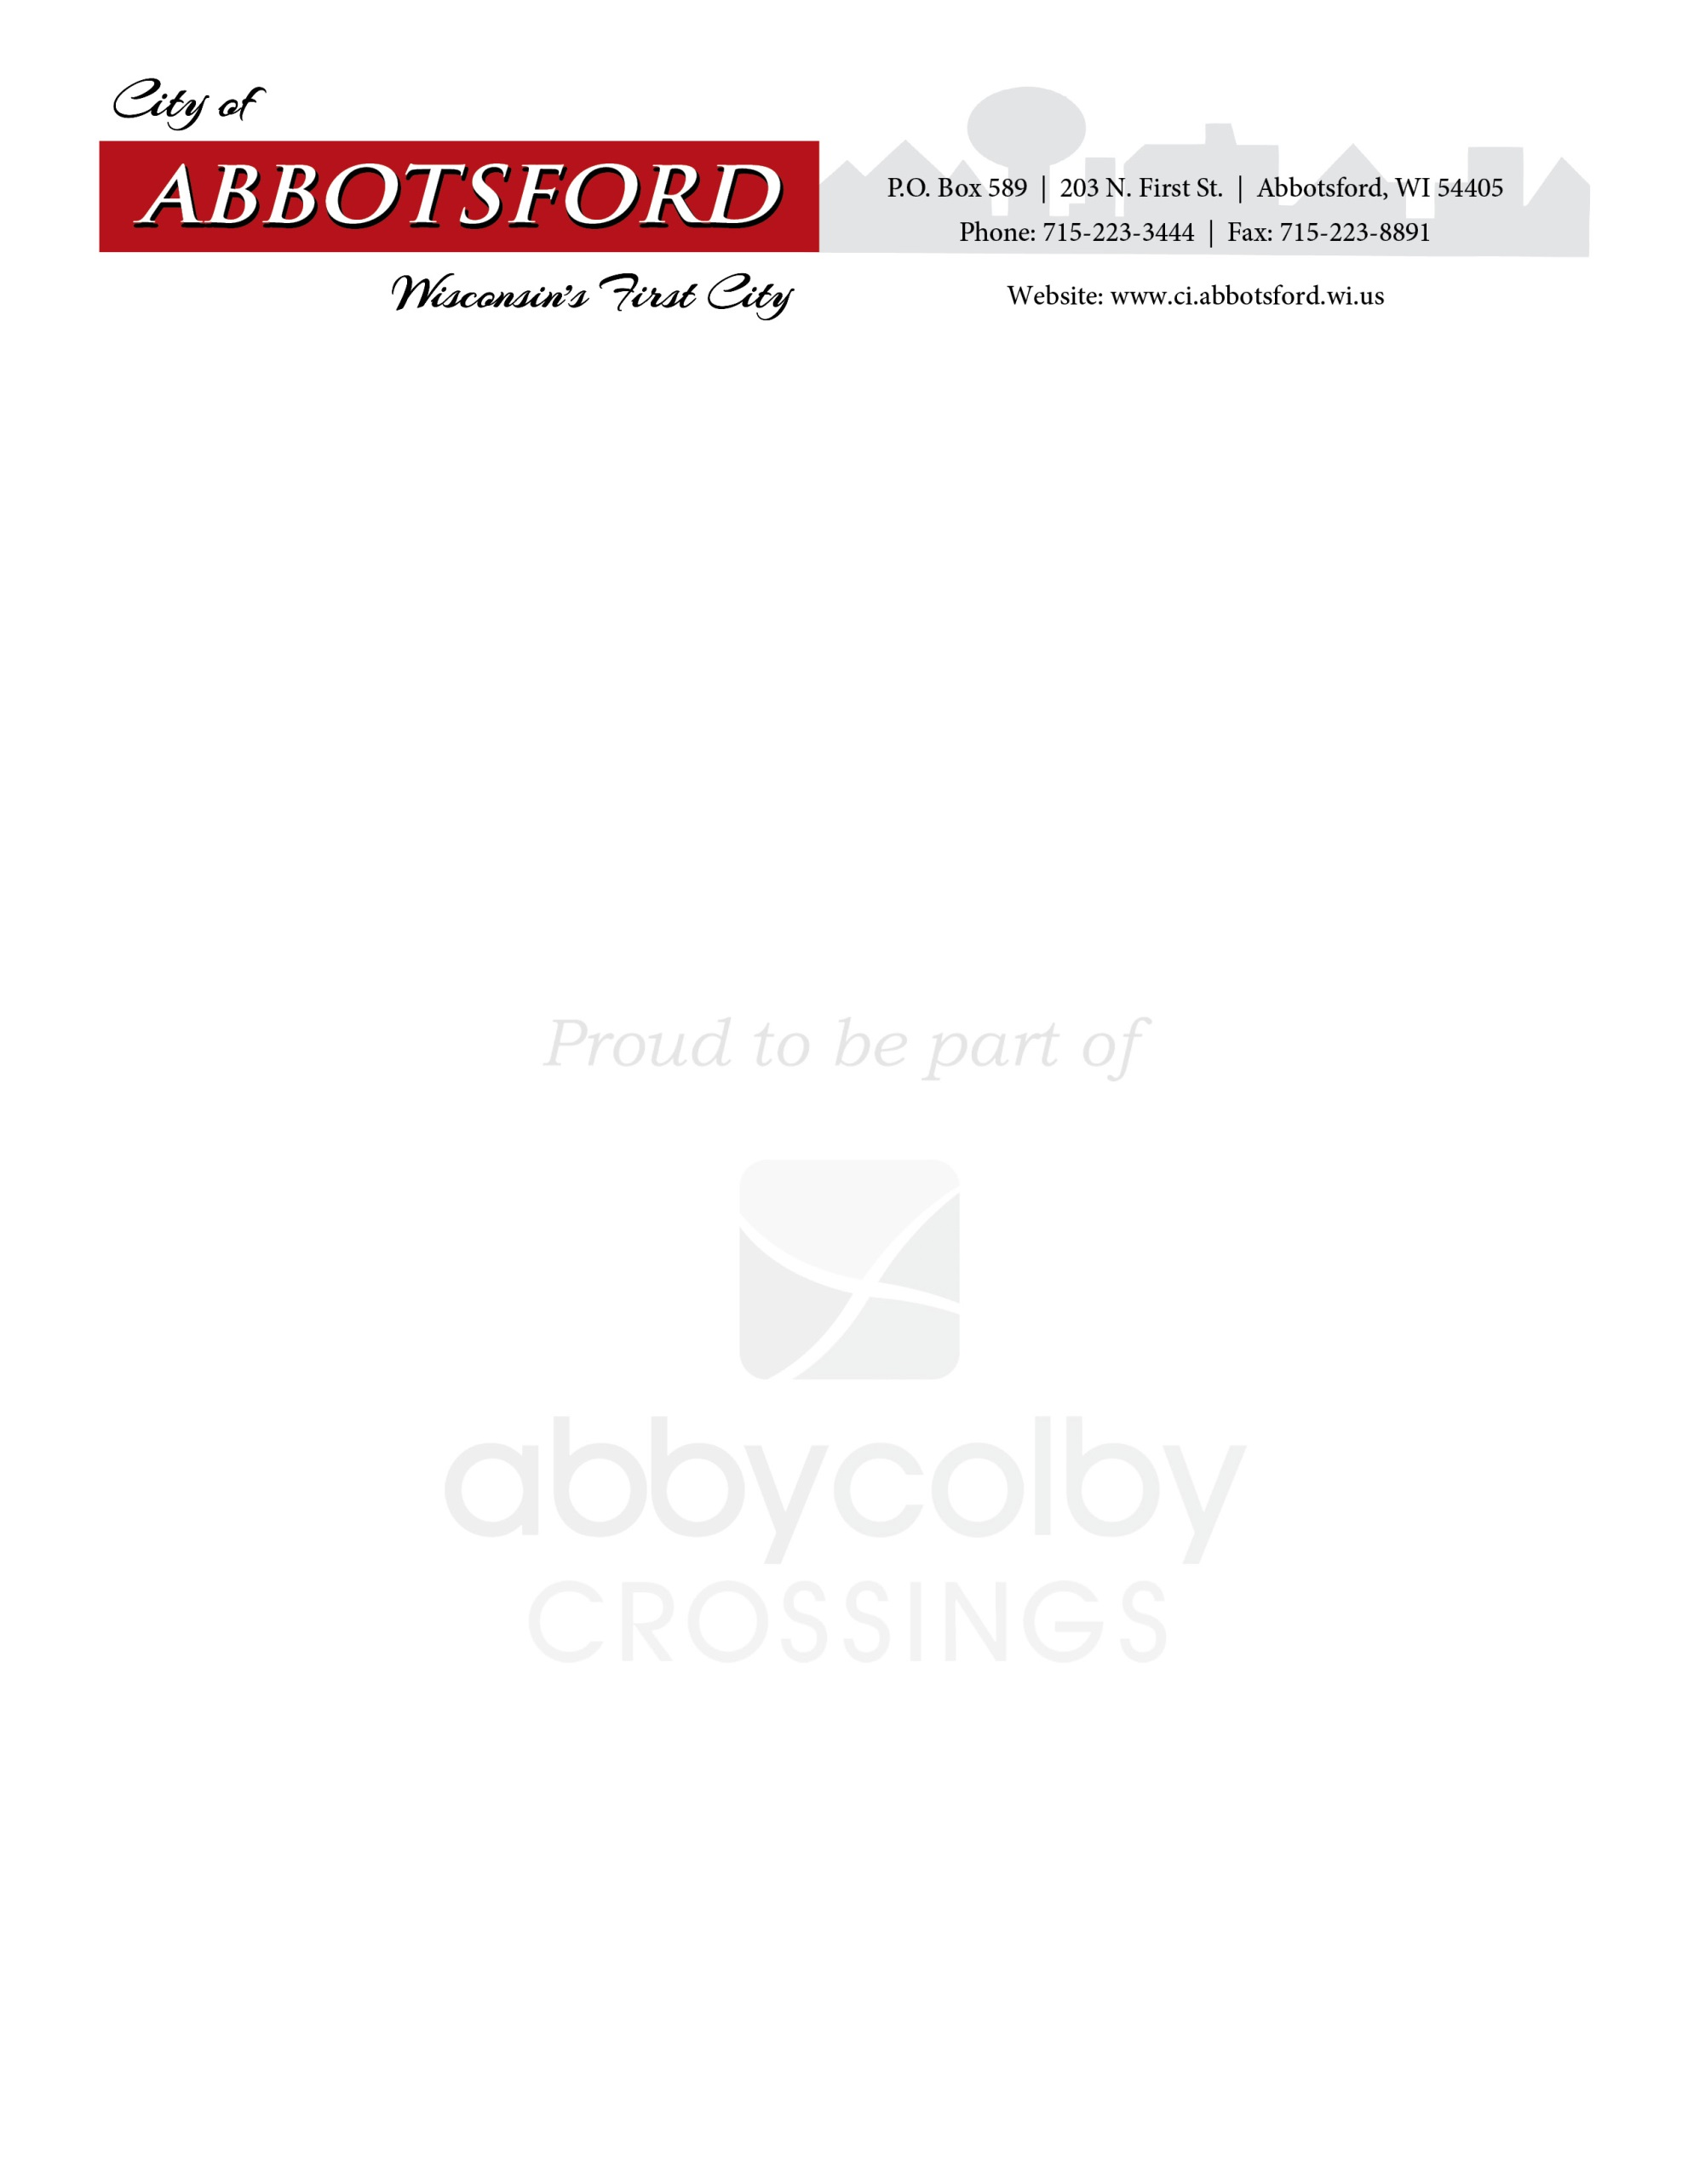 City of
ABBOTSFORD
Wisconsin's First City
P.O. Box 589 | 203 N. First St. | Abbotsford, WI 54405
Phone: 715-223-3444 | Fax: 715-223-8891
Website: www.ci.abbotsford.wi.us
Proud to be part of
abbycolby
CROSSINGS